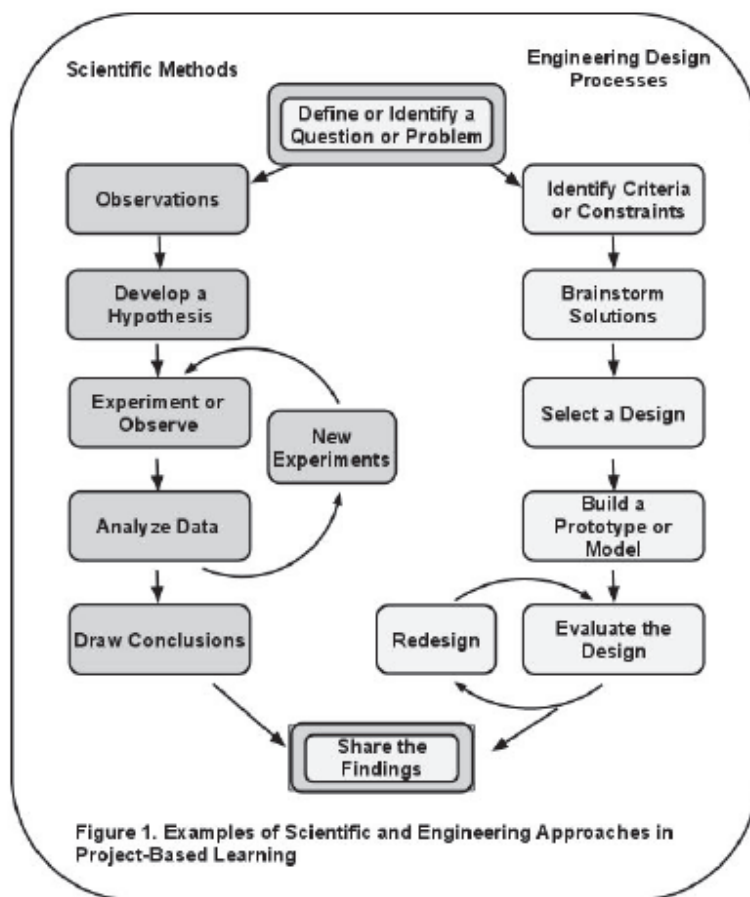 Scientific Methods
Engineering Design
Processes
Define or Identify a
Question or Problem
Observations
Develop a
Hypothesis
Experiment or
Observe
New
Experiments
Analyze Data
Draw Conclusions
Identify Criteria
or Constraints
Brainstorm
Solutions
Select a Design
Build a
Prototype or
Model
Redesign
Evaluate the
Design
Share the
Findings
Figure 1. Examples of Scientific and Engineering Approaches in
Project-Based Learning